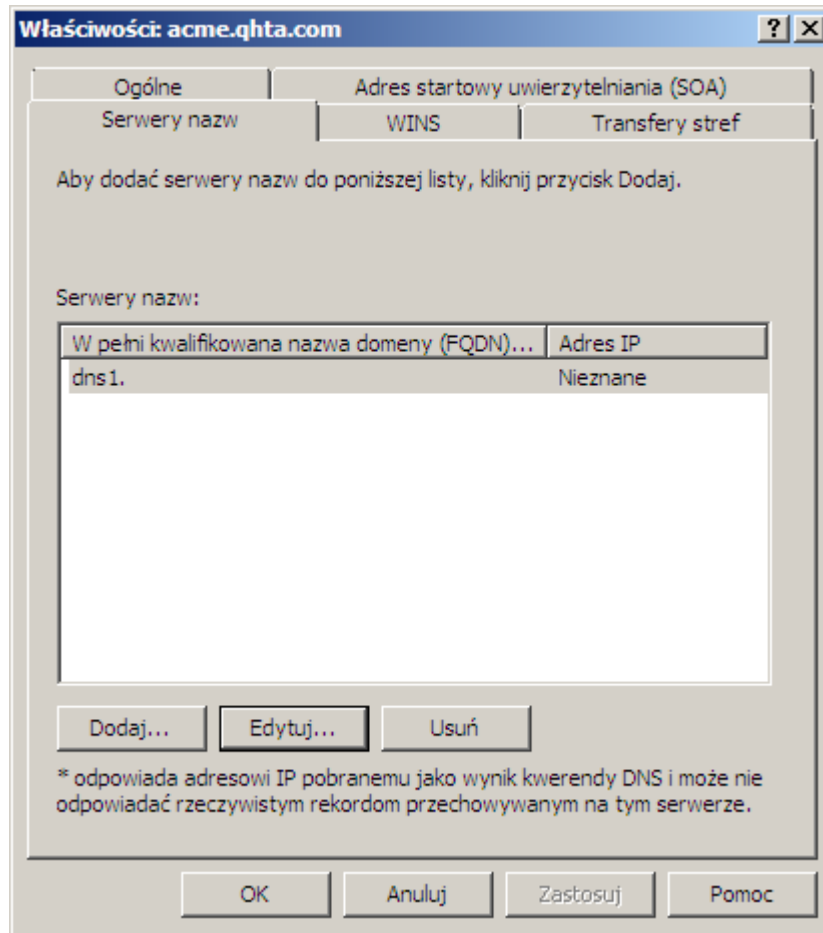 Właściwości: acme.qhta.com
Ogólne
Adres startowy uwierzytelniania (SOA)
Serwery nazw
WINS
Transfery stref
Aby dodać serwery nazw do poniższej listy, kliknij przycisk Dodaj.
Serwery nazw:
W pełni kwalifikowana nazwa domeny (FQDN)... Adres IP
dns1. Nieznane
Dodaj... Edytuj... Usuń
* odpowiada adresowi IP pobranemu jako wynik kwerendy DNS i może nie
odpowiadać rzeczywistym rekordom przechowywanym na tym serwerze.
OK Anuluj Zastosuj Pomoc